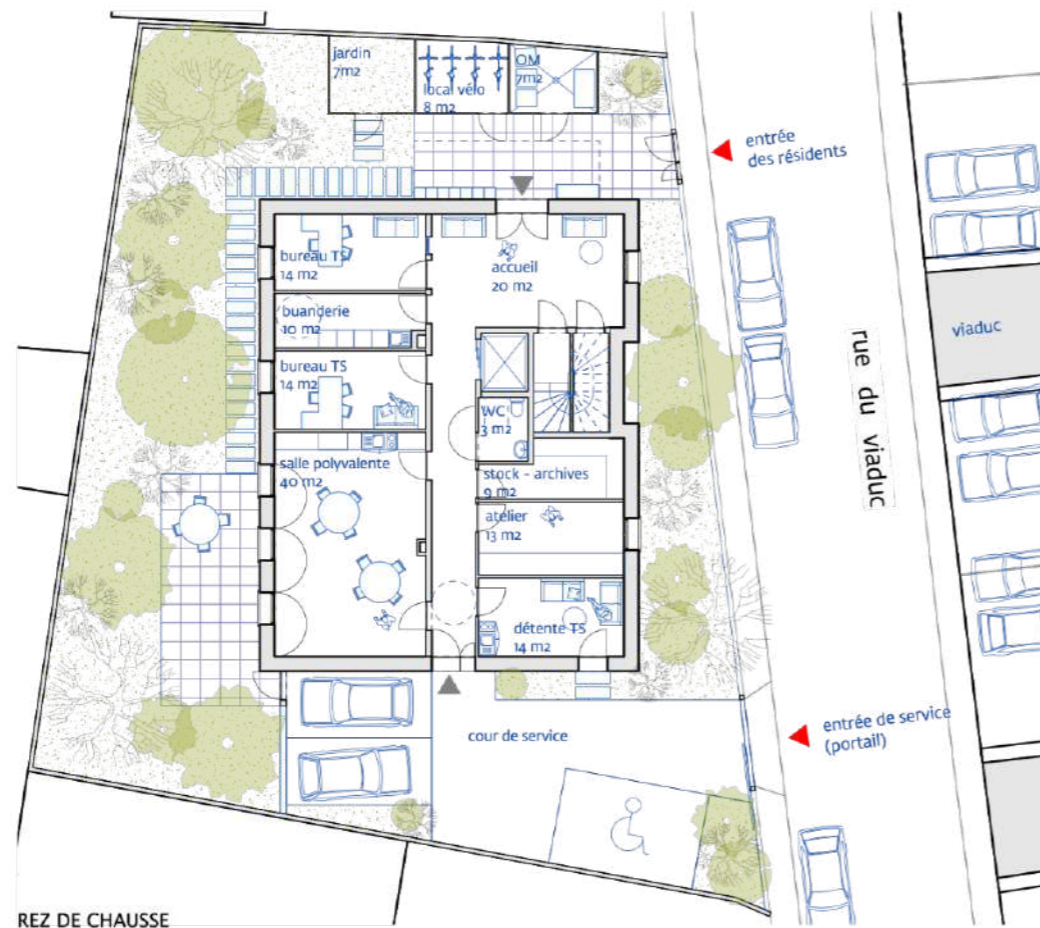 jardin
7m2
local vélo
8 m2
OM
7m2
entrée
des résidents
bureau TS
14 m2
accueil
20 m2
buanderie
10 m2
viaduc
rue du viaduc
bureau TS
14 m2
WC
3 m2
salle polyvalente
40 m2
stock - archives
9 m2
atelier
13 m2
détente TS
14 m2
entrée de service
(portail)
cour de service
REZ DE CHAUSSE